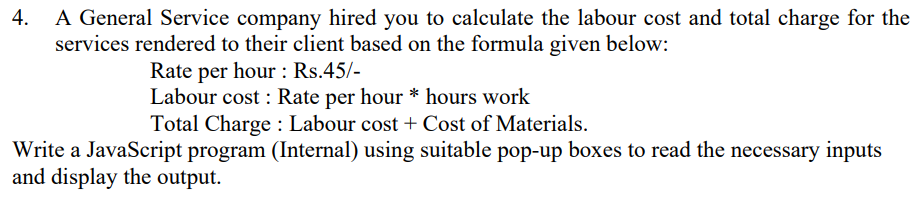 4. A General Service company hired you to calculate the labour cost and total charge for the
services rendered to their client based on the formula given below:
Rate per hour : Rs.45/-
Labour cost : Rate per hour * hours work
Total Charge : Labour cost + Cost of Materials.
Write a JavaScript program (Internal) using suitable pop-up boxes to read the necessary inputs
and display the output.